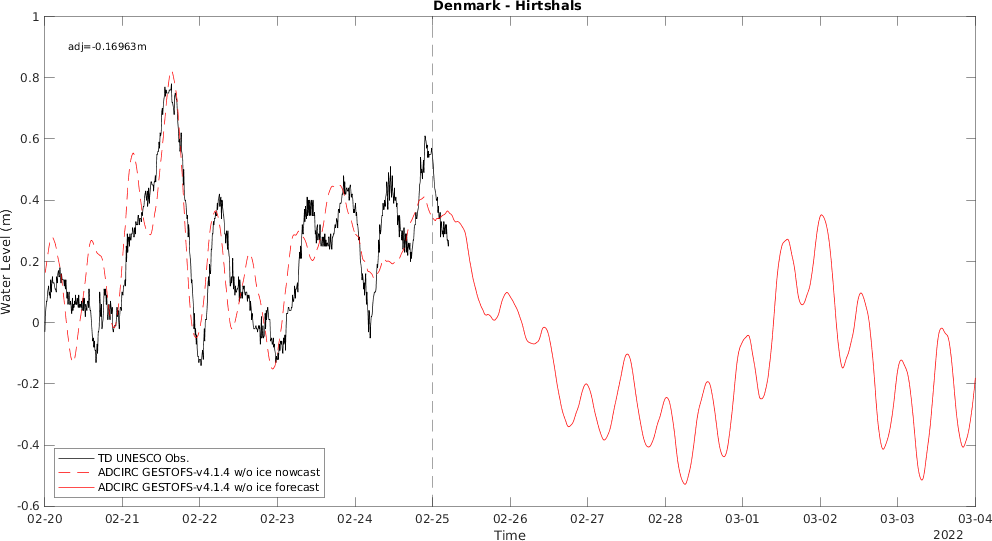 Denmark - Hirtshals
adj=-0.16963m
1
0.8
0.6
0.4
0.2
0
-0.2
-0.4
-0.6
Water Level (m)
TD UNESCO Obs.
ADCIRC GESTOFS-v4.1.4 w/o ice nowcast
ADCIRC GESTOFS-v4.1.4 w/o ice forecast
02-20 02-21 02-22 02-23 02-24 02-25 02-26 02-27 02-28 03-01 03-02 03-03 03-04
Time
2022